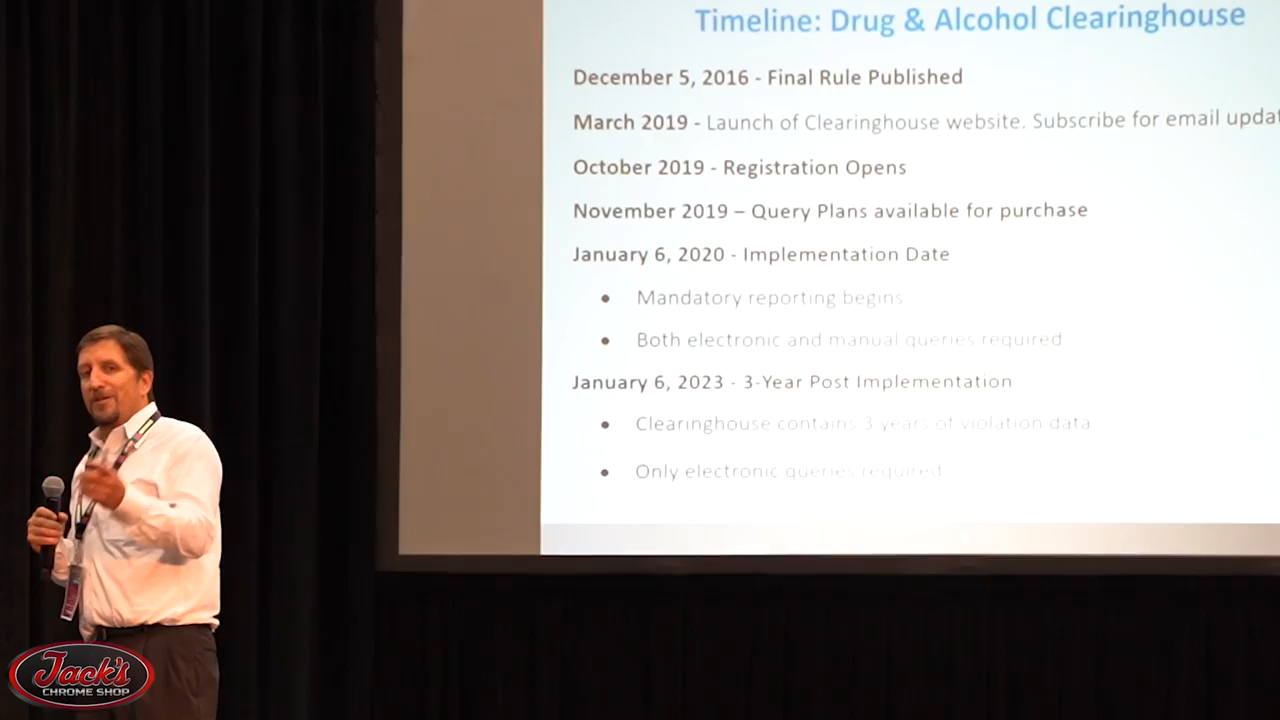 Timeline: Drug & Alcohol Clearinghouse
December 5, 2016 - Final Rule Published
March 2019 - Launch of Clearinghouse website. Subscribe for email
October 2019 - Registration Opens
November 2019 – Query Plans available for purchase
January 6, 2020 - Implementation Date
• Mandatory reporting begins
• Both electronic and manual queries required
January 6, 2023 - 3-Year Post Implementation
• Clearinghouse contains 3 years of violation data
• Only electronic queries required
Jack's
CHROME SHOP